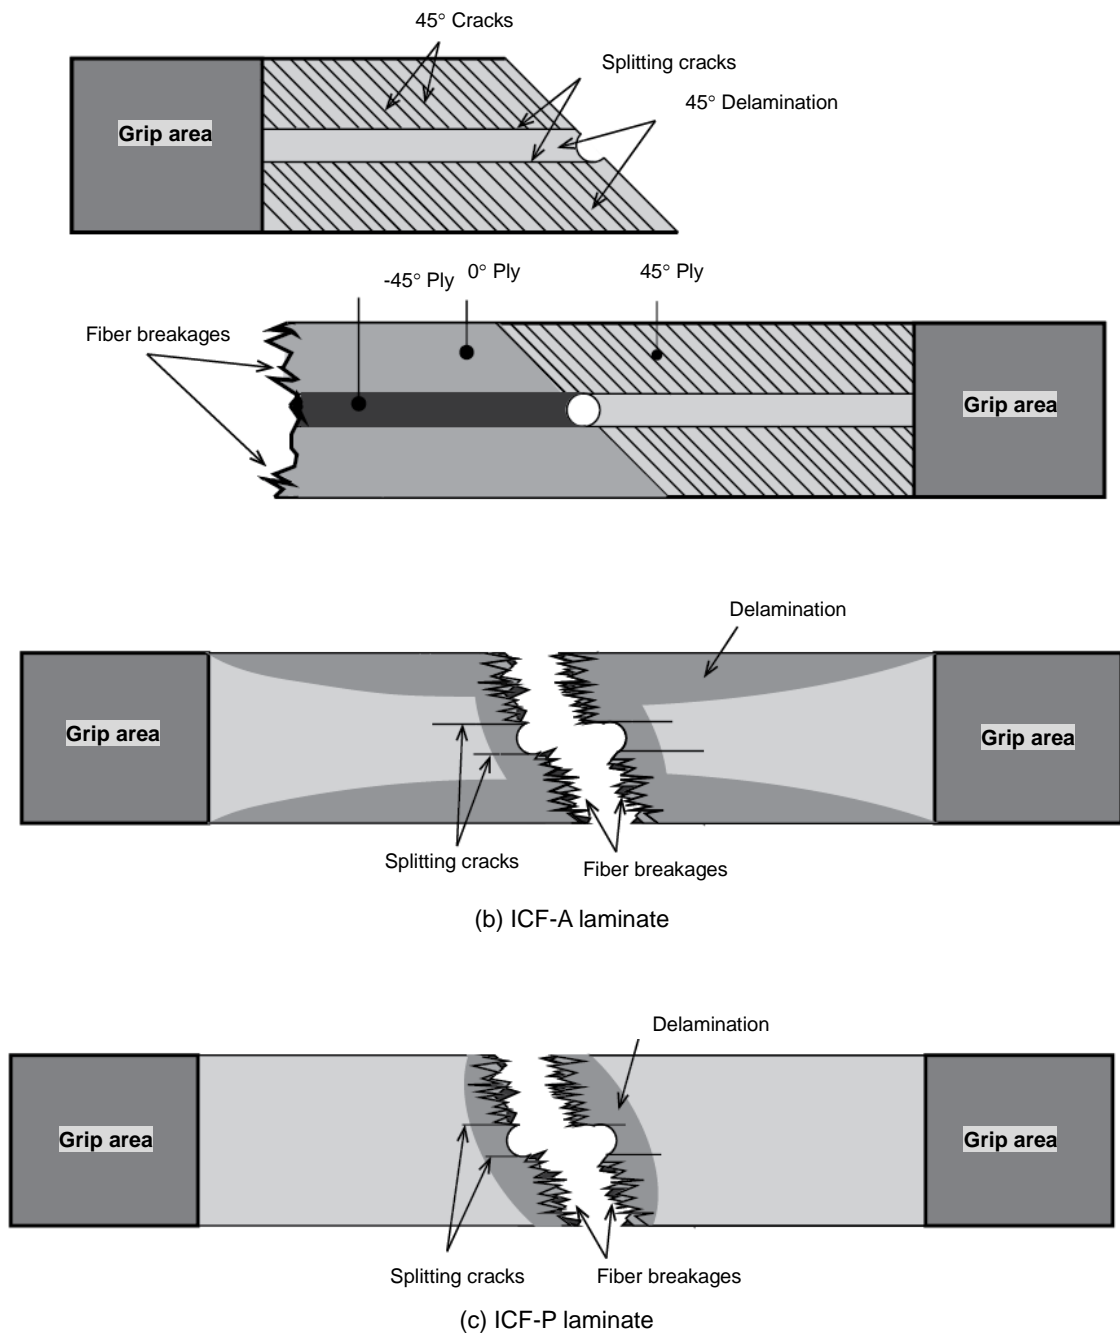 45° Cracks
Splitting cracks
45° Delamination
Grip area
-45° Ply
0° Ply
45° Ply
Fiber breakages
Grip area
Delamination
Grip area
Grip area
Splitting cracks
Fiber breakages
(b) ICF-A laminate
Delamination
Grip area
Grip area
Splitting cracks
Fiber breakages
(c) ICF-P laminate